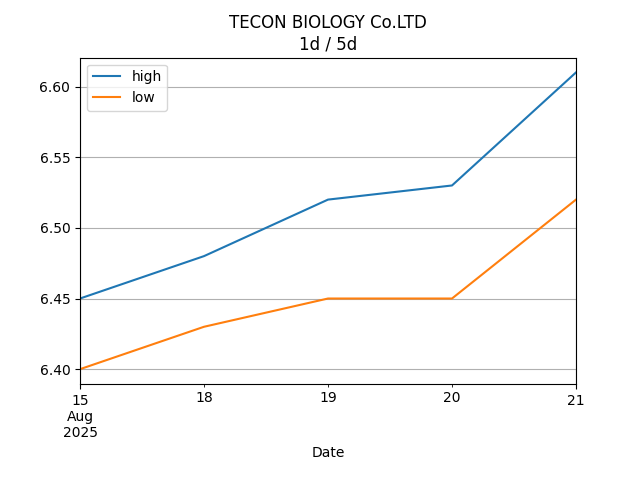 TECON BIOLOGY Co.LTD
1d / 5d
high
low
6.60
6.55
6.50
6.45
6.40
15 18 19 20 21
Aug
2025
Date